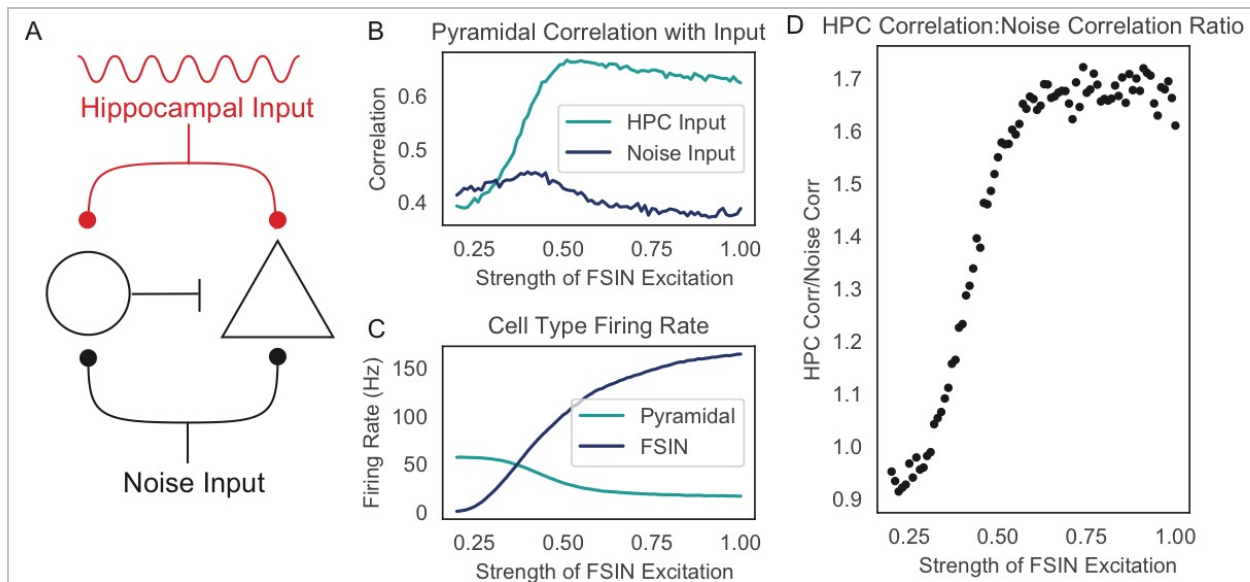 A
Hippocampal Input
Noise Input
B
Pyramidal Correlation with Input
Correlation
0.6
0.5
0.4
HPC Input
Noise Input
0.25 0.50 0.75 1.00
Strength of FSIN Excitation
C
Cell Type Firing Rate
Firing Rate (Hz)
150
100
50
0
Pyramidal
FSIN
0.25 0.50 0.75 1.00
Strength of FSIN Excitation
D
HPC Correlation:Noise Correlation Ratio
HPC Corr/Noise Corr
1.7
1.6
1.5
1.4
1.3
1.2
1.1
1.0
0.9
0.25 0.50 0.75 1.00
Strength of FSIN Excitation